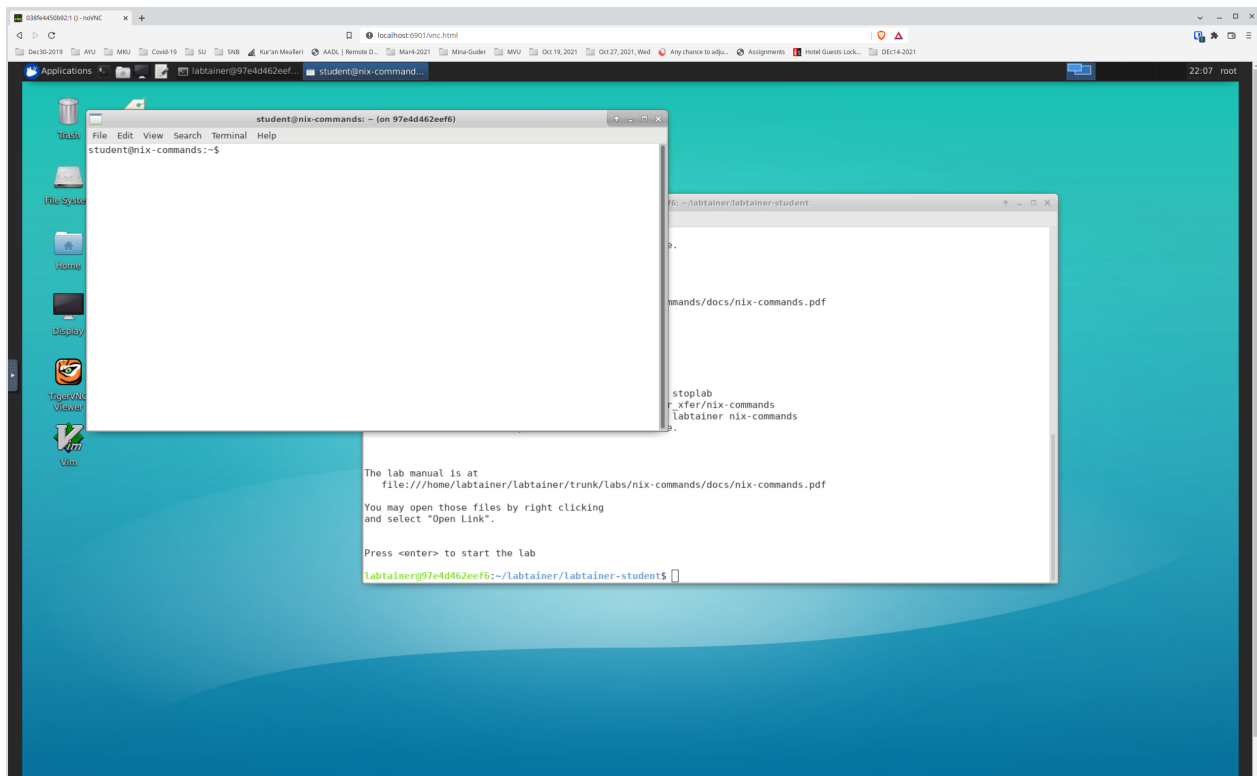 038fe4450b92:1 () - noVNC
localhost:6901/vnc.html
Dec30-2019 AYU MKU Covid-19 SU SNB Kur'an Mealleri AADL | Remote D... Mar4-2021 Mina-Guder MVU Oct 19, 2021 Oct 27, 2021, Wed Any chance to adju... Assignments Hotel Guests Lock... DEc14-2021
Applications labtainer@97e4d462eef... student@nix-command... 22:07 root
student@nix-commands: ~ (on 97e4d462eef6)
Trash
File Edit View Search Terminal Help
student@nix-commands:~$
File Syste
f6: ~/labtainer/labtainer-student
e.
Home
mmands/docs/nix-commands.pdf
Display
TigerVNC
Viewer
stoplab
r_xfer/nix-commands
labtainer nix-commands
e.
Vim
The lab manual is at
file:///home/labtainer/labtainer/trunk/labs/nix-commands/docs/nix-commands.pdf
You may open those files by right clicking
and select "Open Link".
Press <enter> to start the lab
labtainer@97e4d462eef6:~/labtainer/labtainer-student$